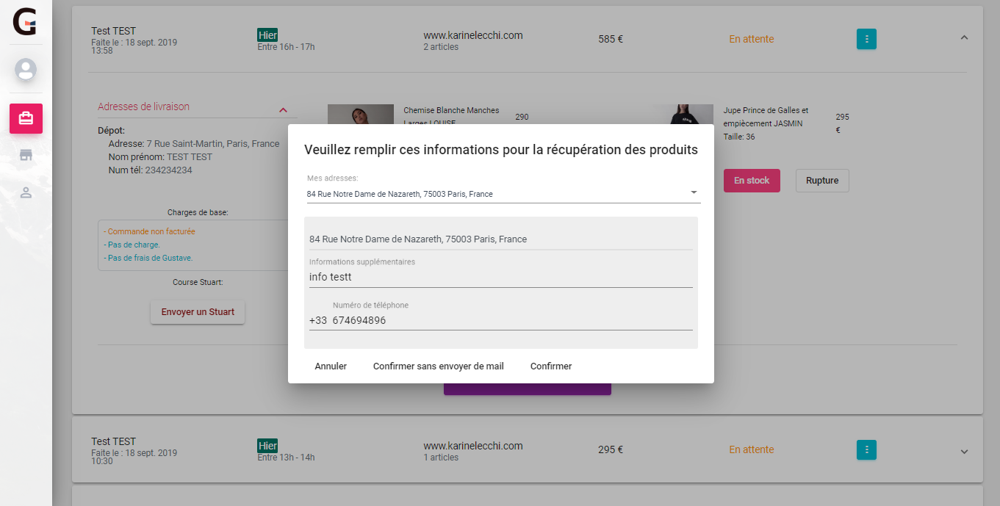 G
Test TEST
Faite le : 18 sept. 2019
13:58
Hier
Entre 16h - 17h
www.karinelecchi.com
2 articles
585 €
En attente
Adresses de livraison
Dépot:
Adresse: 7 Rue Saint-Martin, Paris, France
Nom prénom: TEST TEST
Num tél: 234234234
Charges de base:
- Commande non facturée
- Pas de charge.
- Pas de frais de Gustave.
Course Stuart:
Envoyer un Stuart
Chemise Blanche Manches
Larges LOUISE
290
Jupe Prince de Galles et
empiècement JASMIN
Taille: 36
295
€
En stock
Rupture
Veuillez remplir ces informations pour la récupération des produits
Mes adresses:
84 Rue Notre Dame de Nazareth, 75003 Paris, France
84 Rue Notre Dame de Nazareth, 75003 Paris, France
Informations supplémentaires
info testt
Numéro de téléphone
+33 674694896
Annuler
Confirmer sans envoyer de mail
Confirmer
Test TEST
Faite le : 18 sept. 2019
10:30
Hier
Entre 13h - 14h
www.karinelecchi.com
1 articles
295 €
En attente